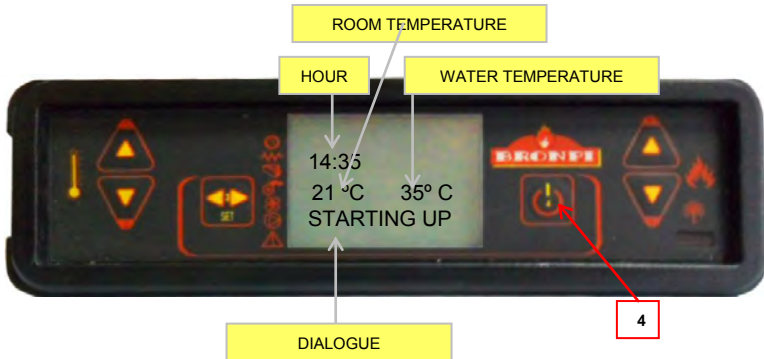 ROOM TEMPERATURE
HOUR
WATER TEMPERATURE
14:35
BRONPI
21 ºC 35º C
SET
STARTING UP
4
DIALOGUE